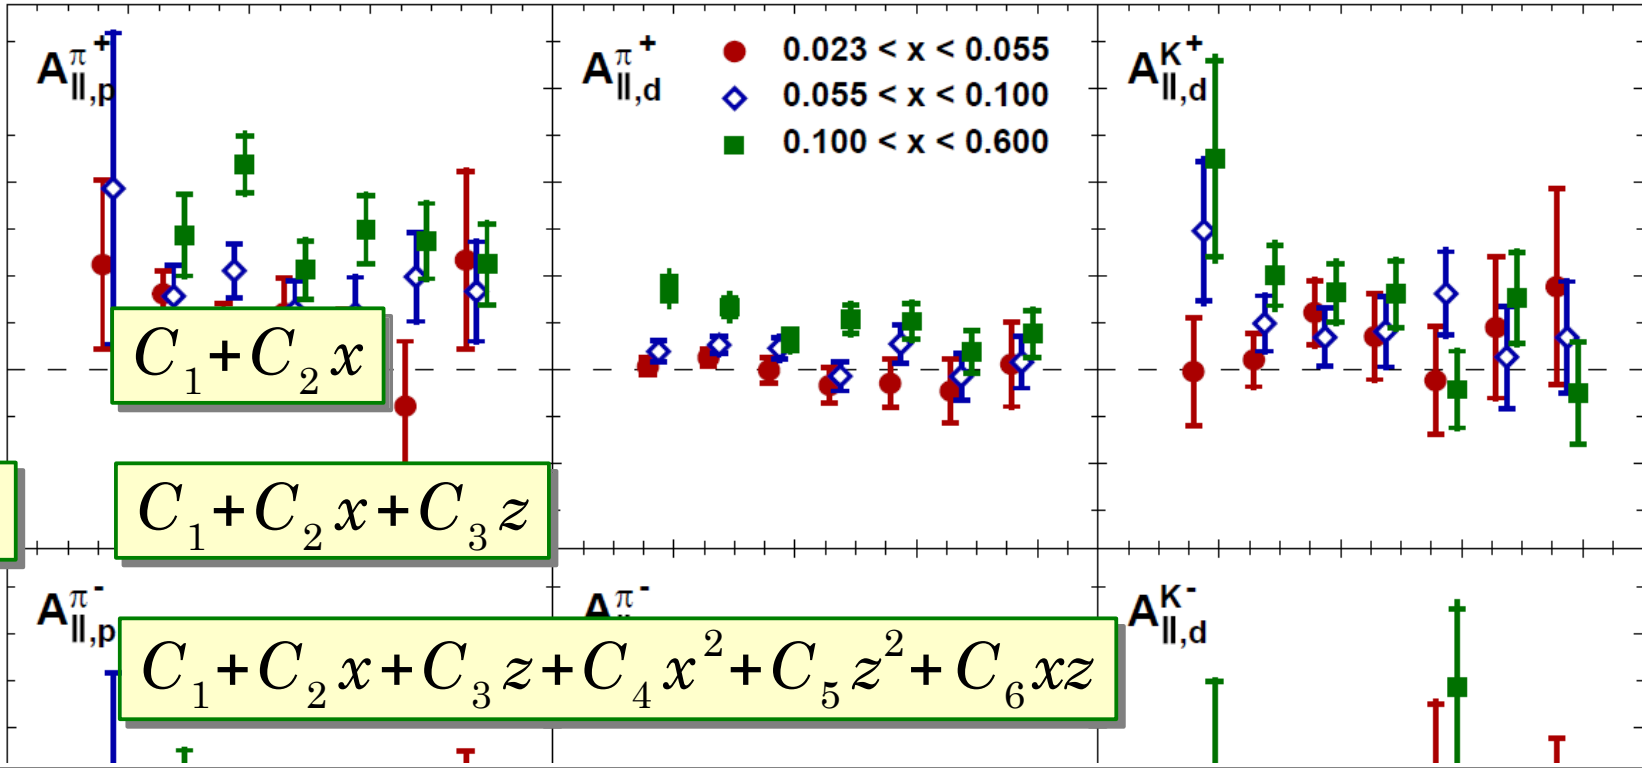 A∥,p^π+
A∥,d^π+
0.023 < x < 0.055
0.055 < x < 0.100
0.100 < x < 0.600
A∥,d^K+
C₁+C₂x
C₁+C₂x+C₃z
A∥,p^π-
A^π-
A∥,d^K-
C₁+C₂x+C₃z+C₄x²+C₅z²+C₆xz